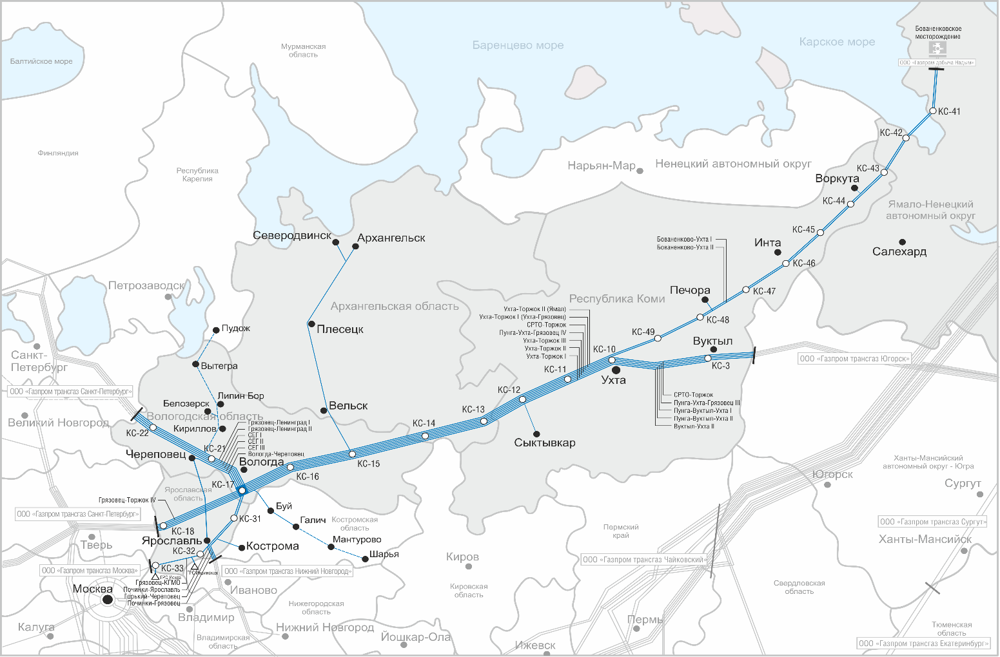 Бованенковское
месторождение
ООО «Газпром добыча Надым»
Балтийское море
Мурманская
область
Баренцево море
Карское море
КС-41
КС-42
Финляндия
Республика
Карелия
Нарьян-Мар
Ненецкий автономный округ
КС-43
Воркута
КС-44
Ямало-Ненецкий
автономный округ
КС-45
Северодвинск
Архангельск
Бованенково-Ухта I
Бованенково-Ухта II
Инта
Салехард
КС-46
Петрозаводск
Архангельская область
Республика Коми
Печора
КС-47
Ухта-Торжок II (Ямал)
Ухта-Торжок I (Ухта-Грязовец)
СРТО-Торжок
Пунга-Ухта-Грязовец IV
Ухта-Торжок III
Ухта-Торжок II
Ухта-Торжок I
КС-48
Пудож
Плесецк
КС-49
Вуктыл
КС-10
Санкт-
Петербург
ООО «Газпром трансгаз Югорск»
Вытегра
КС-3
КС-11
Ухта
КС-12
ООО «Газпром трансгаз Санкт-Петербург»
Липин Бор
Белозерск
СРТО-Торжок
Пунга-Ухта-Грязовец III
Пунга-Вуктыл-Ухта I
Пунга-Вуктыл-Ухта II
Вуктыл-Ухта II
Вельск
КС-13
Вологодская область
Великий Новгород
Кириллов
КС-22
Грязовец-Ленинград I
Грязовец-Ленинград II
СЕГ I
СЕГ II
СЕГ III
Вологда-Череповец
КС-14
Сыктывкар
КС-21
Череповец
Вологда
КС-15
КС-16
Ханты-Мансийский
автономный округ - Югра
Югорск
Сургут
КС-17
Ярославская
область
Грязовец-Торжок IV
ООО «Газпром трансгаз Санкт-Петербург»
Буй
КС-31
Галич
Костромская
область
КС-18
Пермский
край
ООО «Газпром трансгаз Сургут»
Ханты-Мансийск
Тверь
Ярославль
Мантурово
Кострома
КС-32
Шарья
Киров
ООО «Газпром трансгаз Чайковский»
КС-33
ООО «Газпром трансгаз Москва»
ООО «Газпром трансгаз Нижний Новгород»
ГРС Искра
Грязовец-КГМО
Починки-Ярославль
Горький-Череповец
Починки-Грязовец
Москва
Иваново
Кировская
область
Свердловская
область
Нижегородская
область
Владимир
Калуга
Нижний Новгород
Пермь
Тюменская
область
Владимирская
область
Йошкар-Ола
Ижевск
ООО «Газпром трансгаз Екатеринбург»